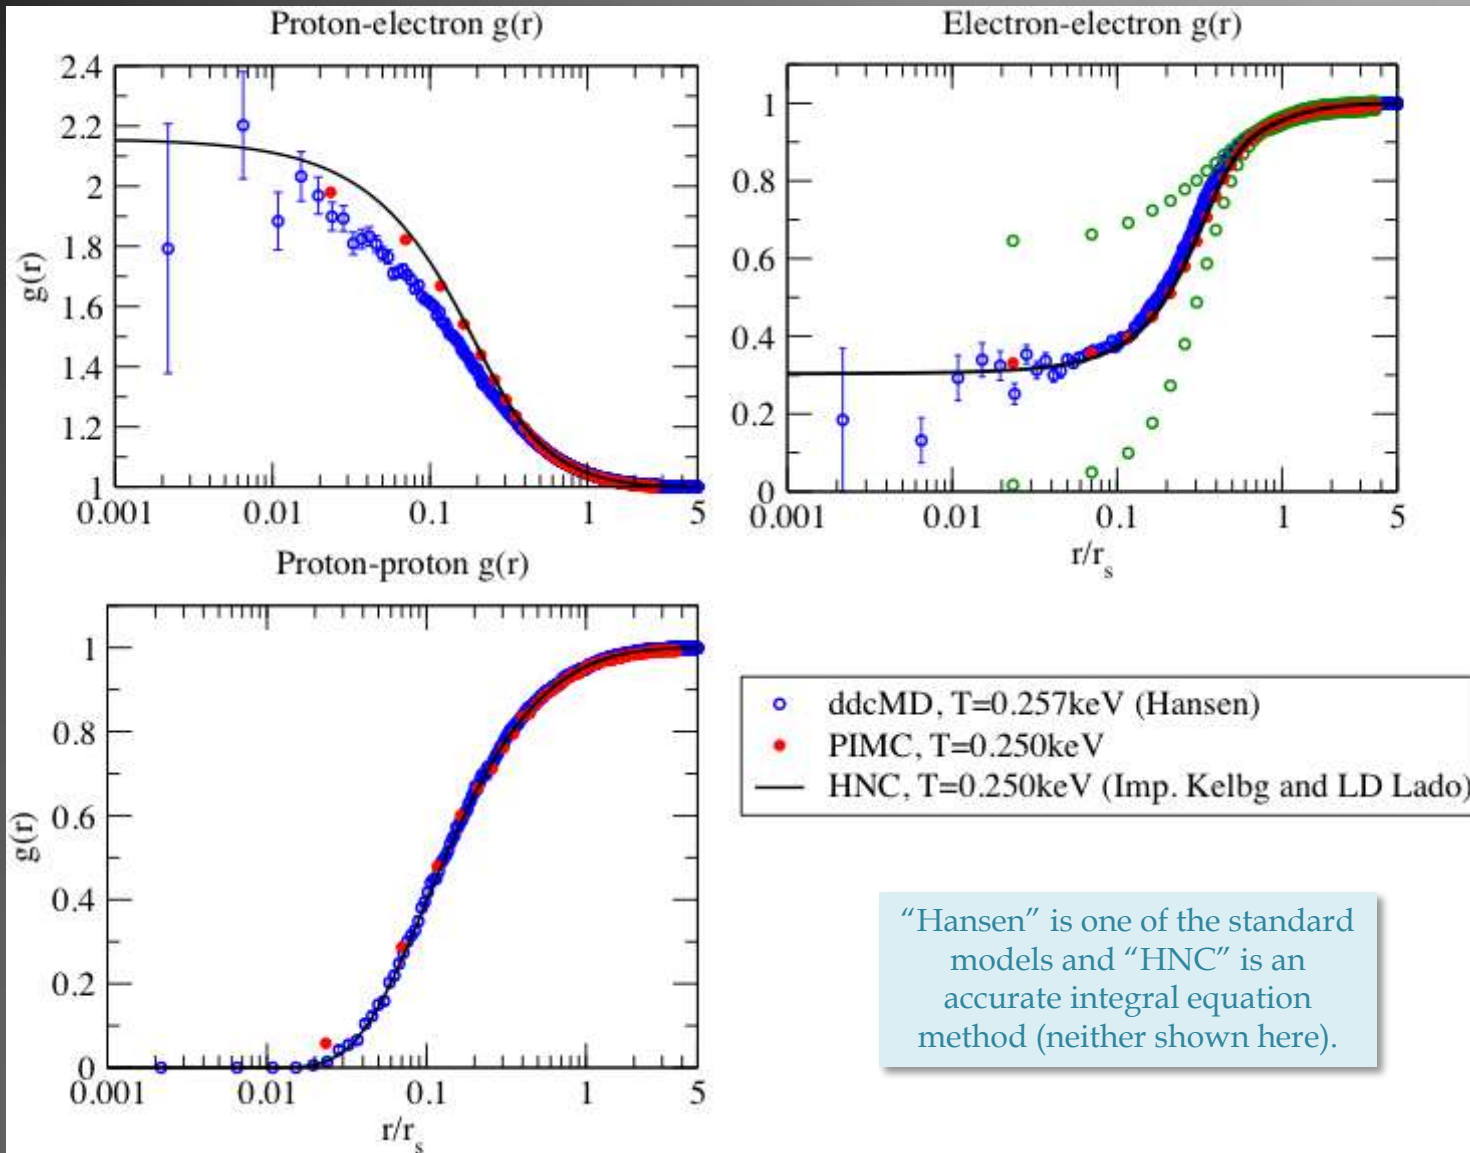 Proton-electron g(r)
2.4
2.2
2
1.8
1.6
1.4
1.2
1
g(r)
0.001
0.01
0.1
1
5
Electron-electron g(r)
1
0.8
0.6
0.4
0.2
0
0.001
0.01
0.1
1
5
r/rs
Proton-proton g(r)
1
0.8
0.6
0.4
0.2
0
g(r)
0.001
0.01
0.1
1
5
r/rs
ddcMD, T=0.257keV (Hansen)
PIMC, T=0.250keV
HNC, T=0.250keV (Imp. Kelbg and LD Lado)
“Hansen” is one of the standard
models and “HNC” is an
accurate integral equation
method (neither shown here).